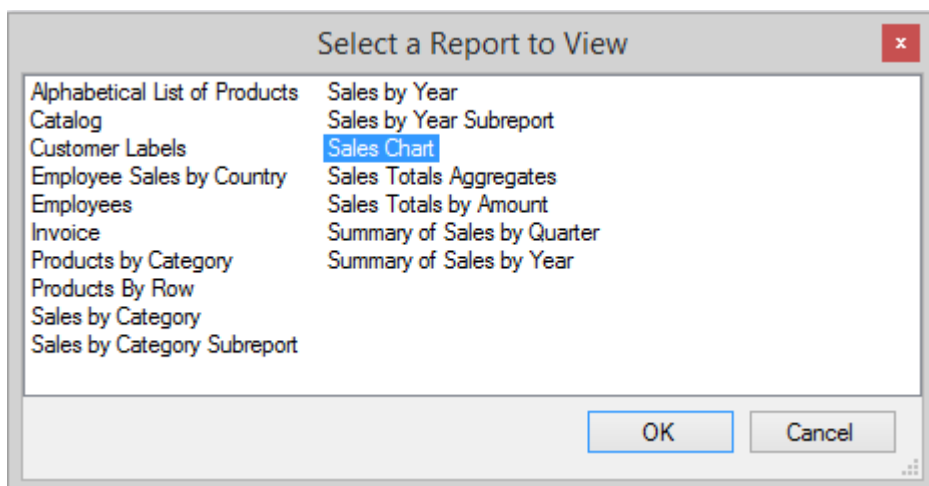 Select a Report to View
x
Alphabetical List of Products
Catalog
Customer Labels
Employee Sales by Country
Employees
Invoice
Products by Category
Products By Row
Sales by Category
Sales by Category Subreport
Sales by Year
Sales by Year Subreport
Sales Chart
Sales Totals Aggregates
Sales Totals by Amount
Summary of Sales by Quarter
Summary of Sales by Year
OK
Cancel